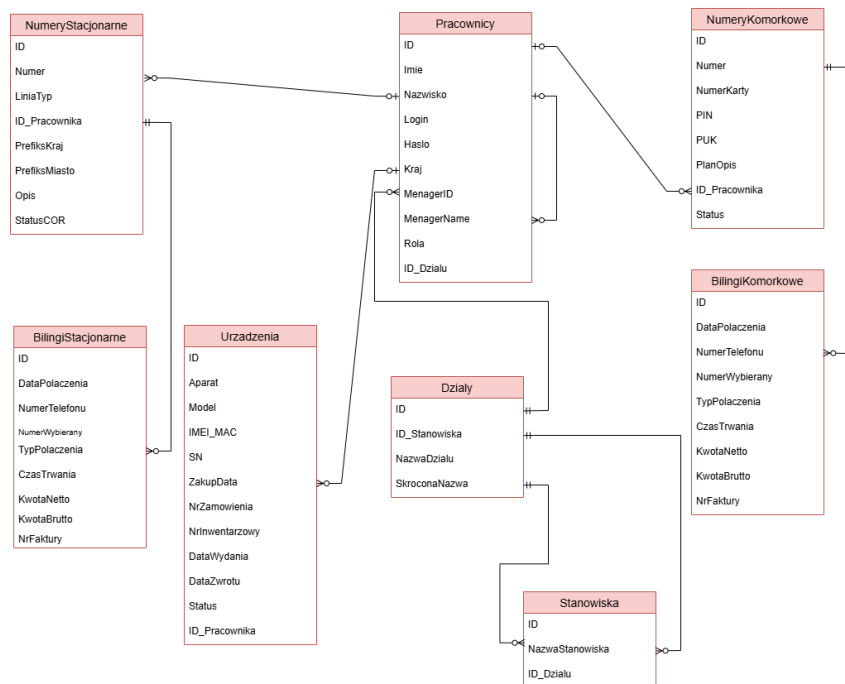 NumeryStacjonarne
ID
Numer
LiniaTyp
ID_Pracownika
PrefiksKraj
PrefiksMiasto
Opis
StatusCOR
Pracownicy
ID
Imie
Nazwisko
Login
Haslo
Kraj
MenagerID
MenagerName
Rola
ID_Dzialu
NumeryKomorkowe
ID
Numer
NumerKarty
PIN
PUK
PlanOpis
ID_Pracownika
Status
BilingiStacjonarne
ID
DataPolaczenia
NumerTelefonu
NumerWybierany
TypPolaczenia
CzasTrwania
KwotaNetto
KwotaBrutto
NrFaktury
Urzadzenia
ID
Aparat
Model
IMEI_MAC
SN
ZakupData
NrZamowienia
NrInwentarzowy
DataWydania
DataZwrotu
Status
ID_Pracownika
Dzialy
ID
ID_Stanowiska
NazwaDzialu
SkroconaNazwa
BilingiKomorkowe
ID
DataPolaczenia
NumerTelefonu
NumerWybierany
TypPolaczenia
CzasTrwania
KwotaNetto
KwotaBrutto
NrFaktury
Stanowiska
ID
NazwaStanowiska
ID_Dzialu